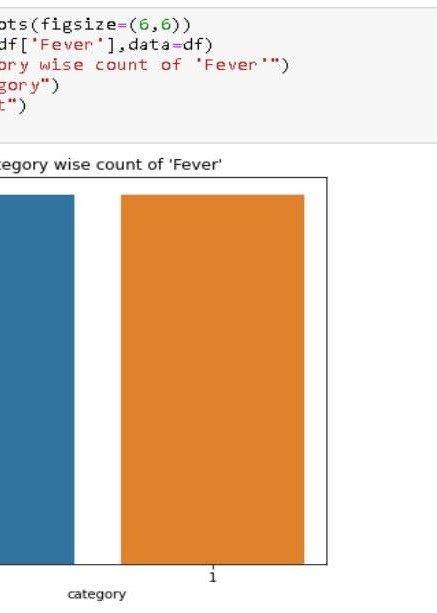 ots(figsize=(6,6))
df['Fever'],data=df)
ory wise count of 'Fever'")
gory")
t")
tegory wise count of 'Fever'
1
category